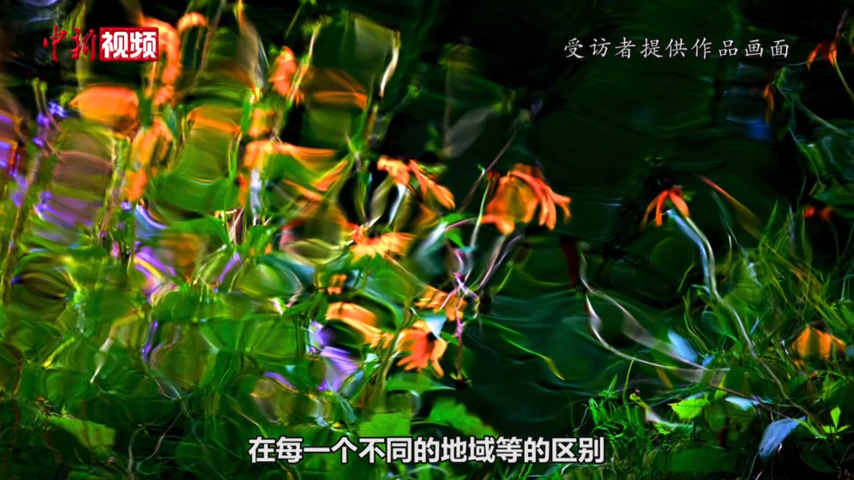 中新视频
受访者提供作品画面
在每一个不同的地域等的区别